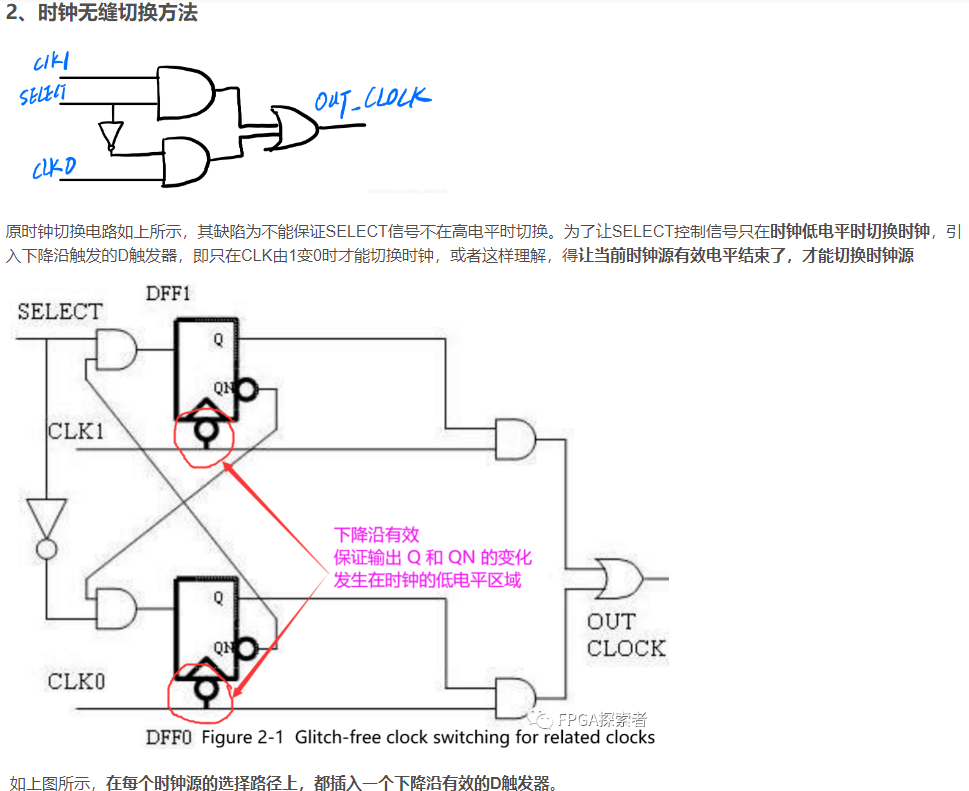 2、时钟无缝切换方法
CLK1
SELECT
OUT_CLOCK
CLK0
原时钟切换电路如上所示，其缺陷为不能保证SELECT信号不在高电平时切换。为了让SELECT控制信号只在时钟低电平时切换时钟，引
入下降沿触发的D触发器，即只在CLK由1变0时才能切换时钟，或者这样理解，得让当前时钟源有效电平结束了，才能切换时钟源
DFF1
SELECT
Q
QN
CLK1
下降沿有效
保证输出 Q 和 QN 的变化
发生在时钟的低电平区域
Q
OUT
CLOCK
QN
CLK0
FPGA探索者
DFF0 Figure 2-1 Glitch-free clock switching for related clocks
如上图所示，在每个时钟源的选择路径上，都插入一个下降沿有效的D触发器。